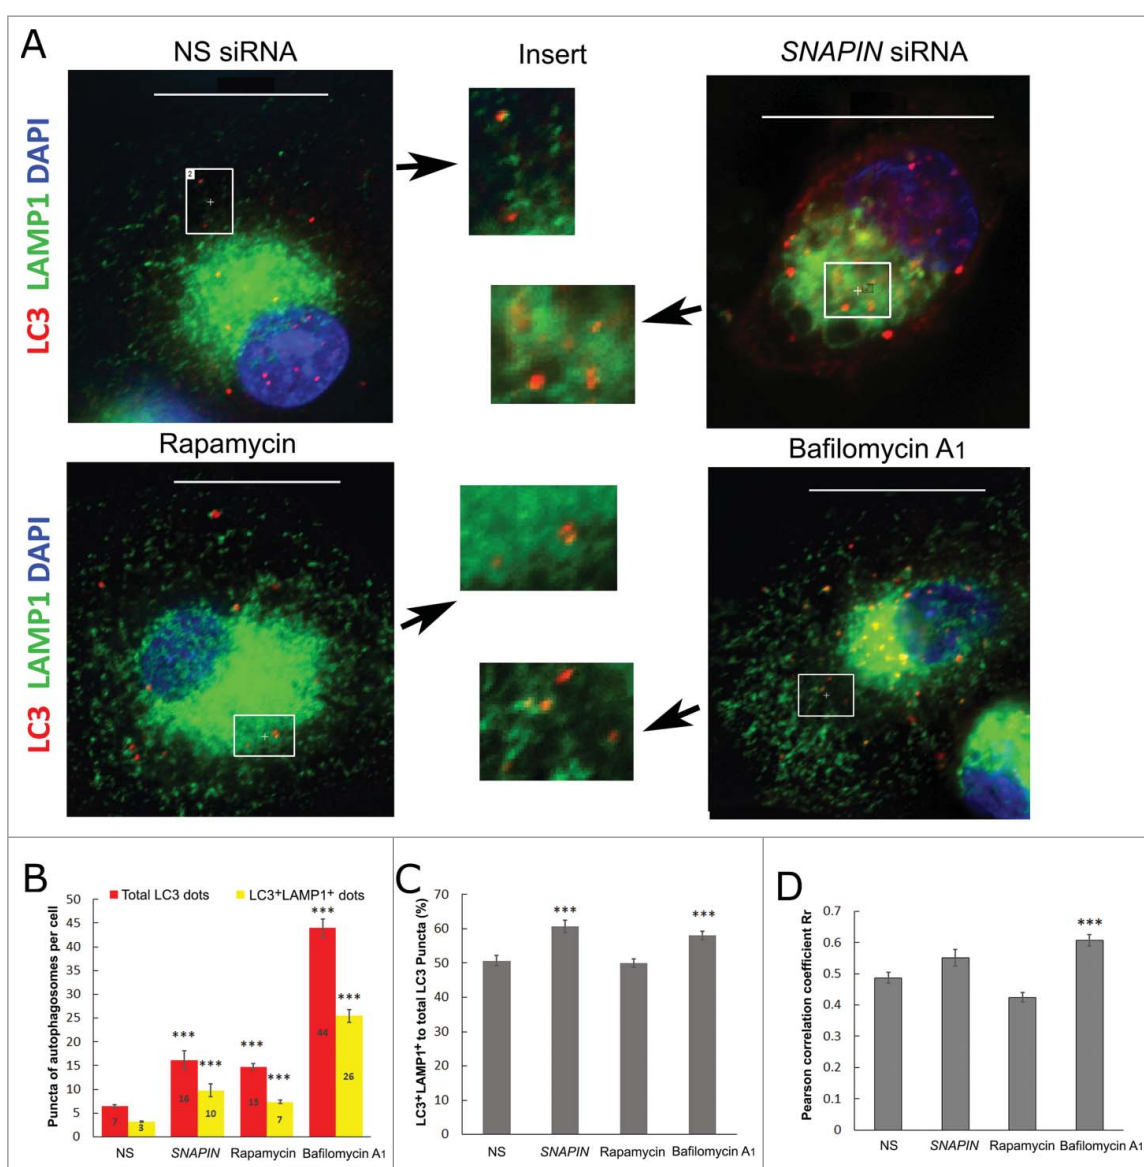 A
NS siRNA
Insert
SNAPIN siRNA
LC3 LAMP1 DAPI
2
Rapamycin
Bafilomycin A1
LC3 LAMP1 DAPI
B
Total LC3 dots
LC3+LAMP1+ dots
Puncta of autophagosomes per cell
50
45
40
35
30
25
20
15
10
5
0
7
3
***
16
***
10
***
15
***
7
***
44
***
26
NS
SNAPIN
Rapamycin
Bafilomycin A1
C
LC3+LAMP1+ to total LC3 Puncta (%)
70
60
50
40
30
20
10
0
***
***
NS
SNAPIN
Rapamycin
Bafilomycin A1
D
Pearson correlation coefficient Rr
0.7
0.6
0.5
0.4
0.3
0.2
0.1
0
***
NS
SNAPIN
Rapamycin
Bafilomycin A1